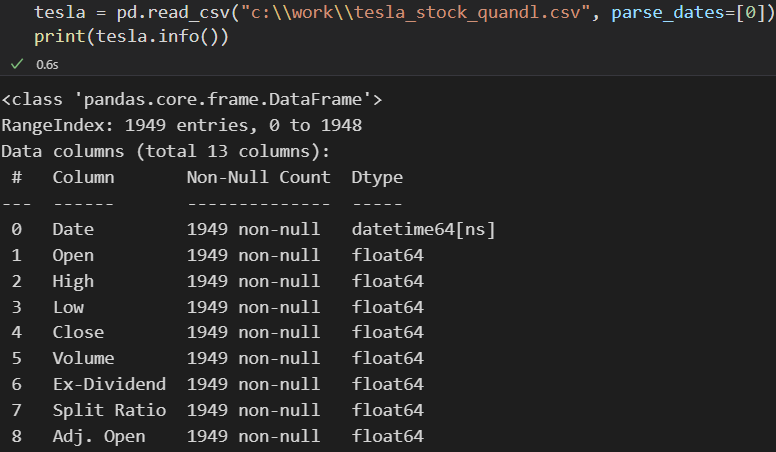 tesla = pd.read_csv("c:\\work\\tesla_stock_quandl.csv", parse_dates=[0])
print(tesla.info())
✓ 0.6s
<class 'pandas.core.frame.DataFrame'>
RangeIndex: 1949 entries, 0 to 1948
Data columns (total 13 columns):
 #   Column       Non-Null Count  Dtype
---  ------       --------------  -----
 0   Date         1949 non-null   datetime64[ns]
 1   Open         1949 non-null   float64
 2   High         1949 non-null   float64
 3   Low          1949 non-null   float64
 4   Close        1949 non-null   float64
 5   Volume       1949 non-null   float64
 6   Ex-Dividend  1949 non-null   float64
 7   Split Ratio  1949 non-null   float64
 8   Adj. Open    1949 non-null   float64